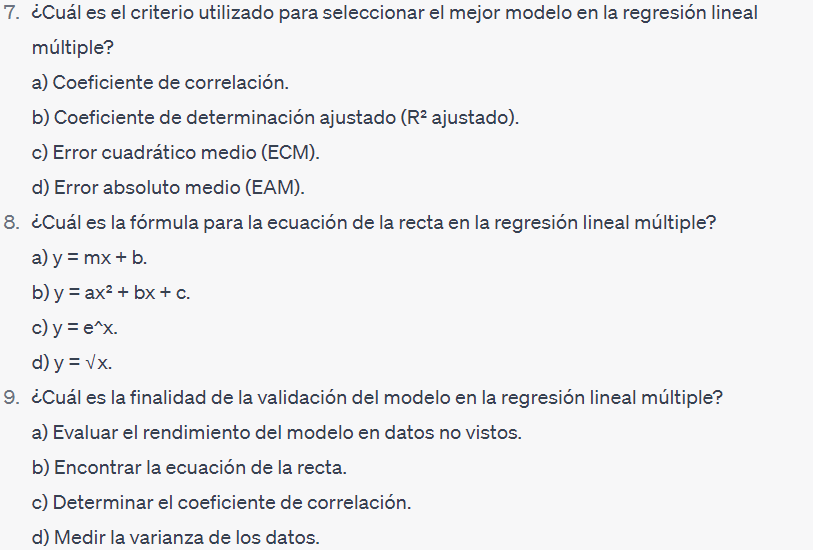 7. ¿Cuál es el criterio utilizado para seleccionar el mejor modelo en la regresión lineal
múltiple?
a) Coeficiente de correlación.
b) Coeficiente de determinación ajustado (R² ajustado).
c) Error cuadrático medio (ECM).
d) Error absoluto medio (EAM).
8. ¿Cuál es la fórmula para la ecuación de la recta en la regresión lineal múltiple?
a) y = mx + b.
b) y = ax² + bx + c.
c) y = e^x.
d) y = √x.
9. ¿Cuál es la finalidad de la validación del modelo en la regresión lineal múltiple?
a) Evaluar el rendimiento del modelo en datos no vistos.
b) Encontrar la ecuación de la recta.
c) Determinar el coeficiente de correlación.
d) Medir la varianza de los datos.